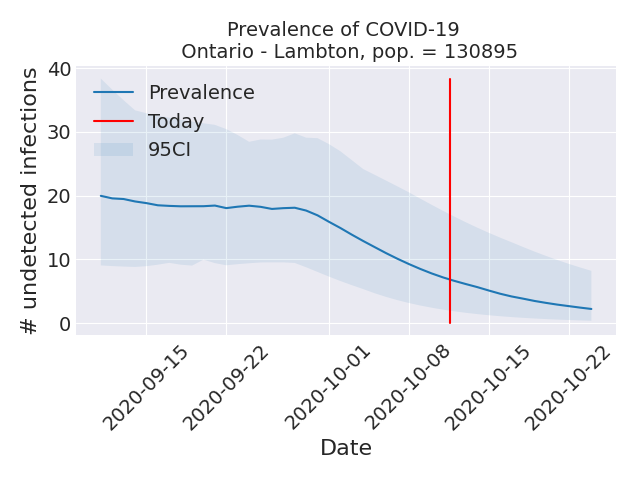 Prevalence of COVID-19
Ontario - Lambton, pop. = 130895
# undetected infections
40
30
20
10
0
Prevalence
Today
95CI
2020-09-15
2020-09-22
2020-10-01
2020-10-08
2020-10-15
2020-10-22
Date